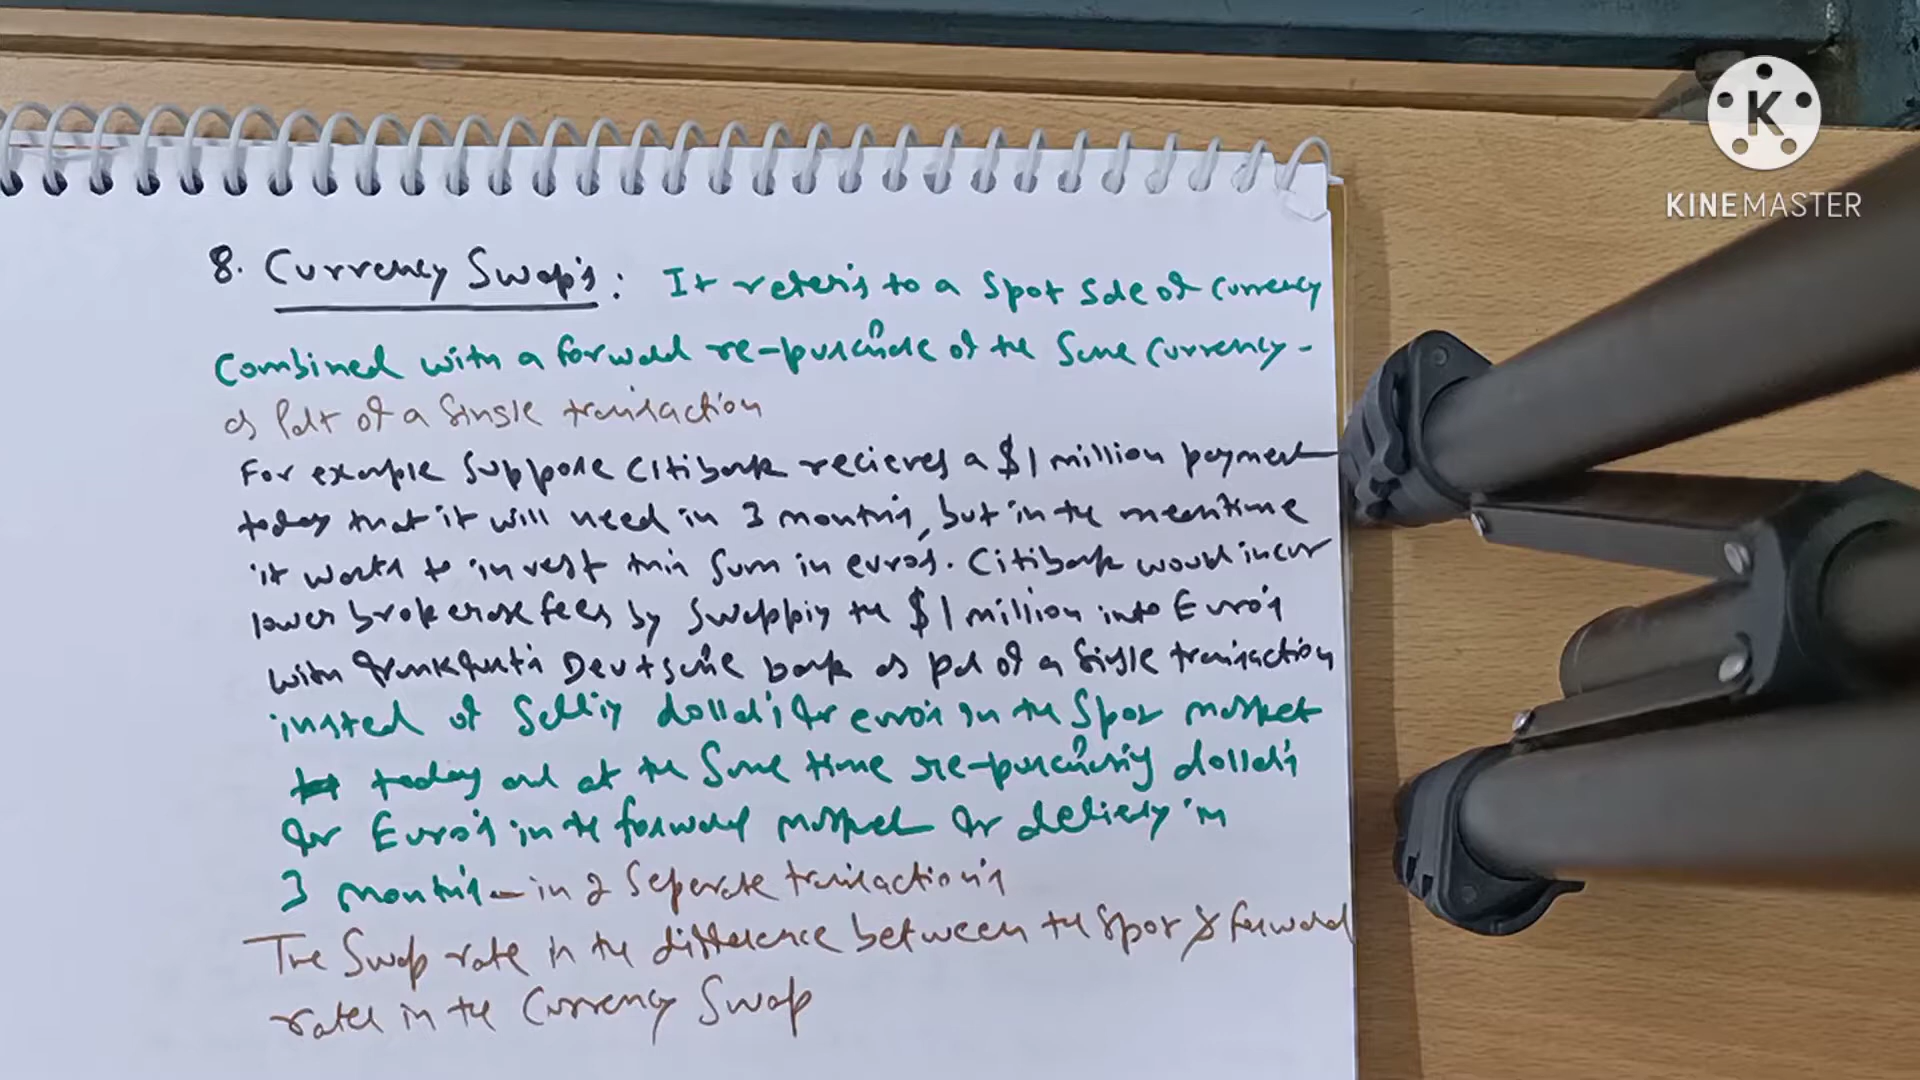 8. Currency Swap's: It refers to a Spot Sale of Currency
Combined with a forward re-purchase of the Same Currency -
as Part of a Single transaction
For example Suppose Citibank recieves a $1 million payment
today that it will need in 3 months, but in the meantime
it wants to invest this Sum in euros. Citibank would incur
lower brokerage fees by Swapping the $1 million into Euro's
with Frankfurt's Deutsche bank as part of a Single transaction
insted of Selling dollars for euros in the Spot market
today and at the Same time re-purchasing dollars
for Euro's in the forward market for delivery in
3 months - in 2 Seperate transactions
The Swap rate is the difference between the Spot & forward
rates in the Currency Swap
K
KINEMASTER